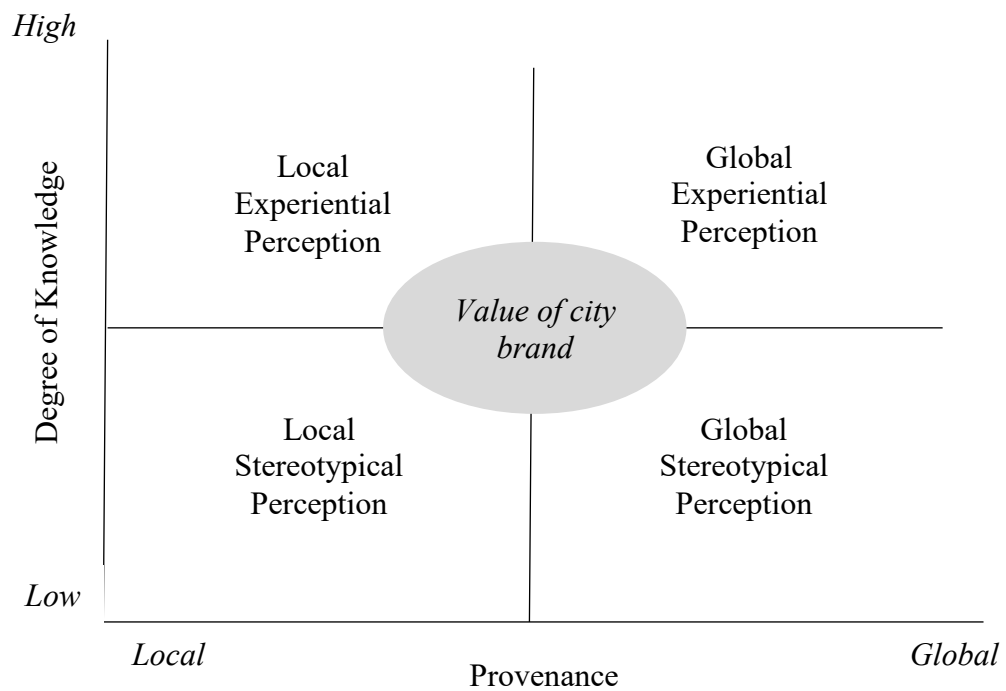 High
Degree of Knowledge
Local
Experiential
Perception
Global
Experiential
Perception
Value of city
brand
Local
Stereotypical
Perception
Global
Stereotypical
Perception
Low
Local
Provenance
Global